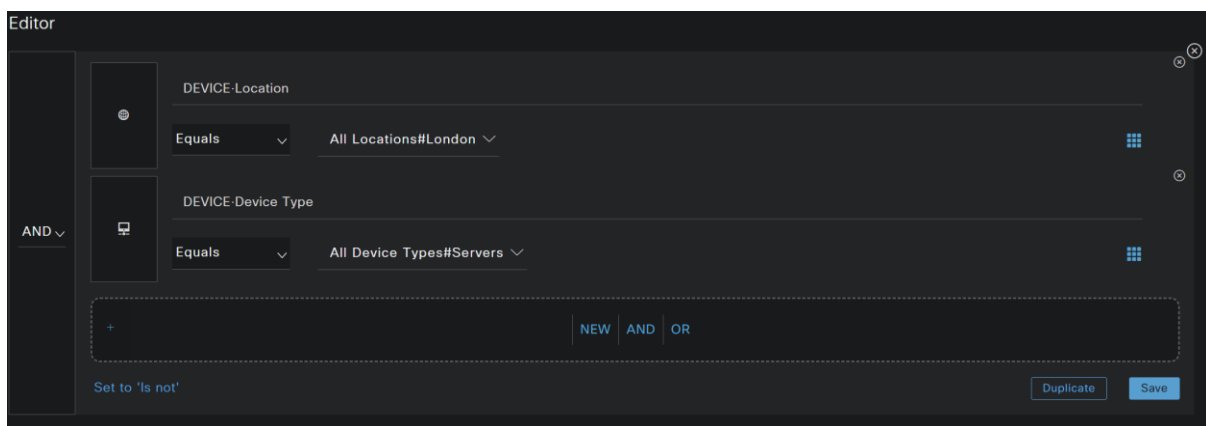 Editor
DEVICE·Location
Equals All Locations#London
DEVICE·Device Type
AND
Equals All Device Types#Servers
+ NEW AND OR
Set to 'Is not' Duplicate Save